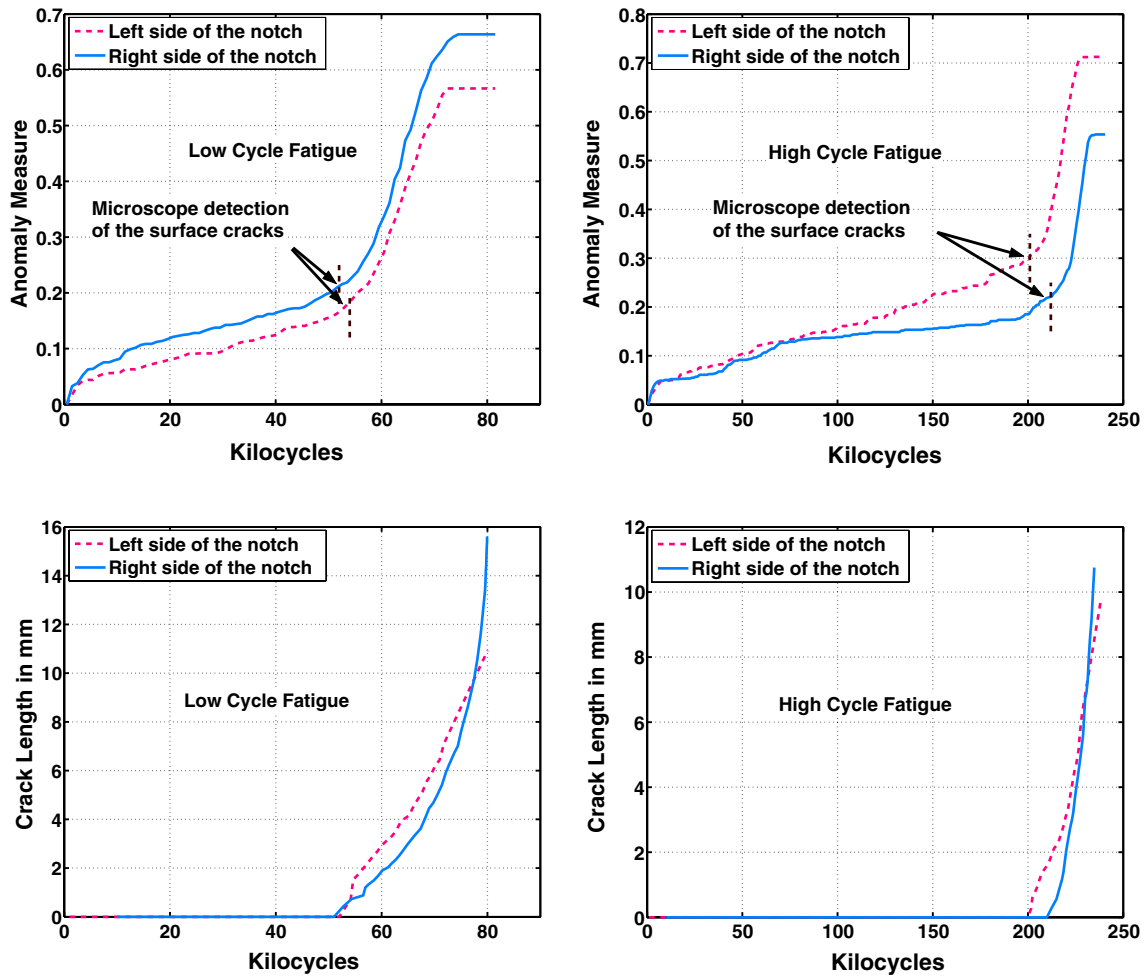 Left side of the notch
Right side of the notch
0.7
0.6
0.5
0.4
0.3
0.2
0.1
0
Anomaly Measure
Low Cycle Fatigue
Microscope detection
of the surface cracks
0
20
40
60
80
Kilocycles
Left side of the notch
Right side of the notch
0.8
0.7
0.6
0.5
0.4
0.3
0.2
0.1
0
Anomaly Measure
High Cycle Fatigue
Microscope detection
of the surface cracks
0
50
100
150
200
250
Kilocycles
Left side of the notch
Right side of the notch
16
14
12
10
8
6
4
2
0
Crack Length in mm
Low Cycle Fatigue
0
20
40
60
80
Kilocycles
Left side of the notch
Right side of the notch
12
10
8
6
4
2
0
Crack Length in mm
High Cycle Fatigue
0
50
100
150
200
250
Kilocycles